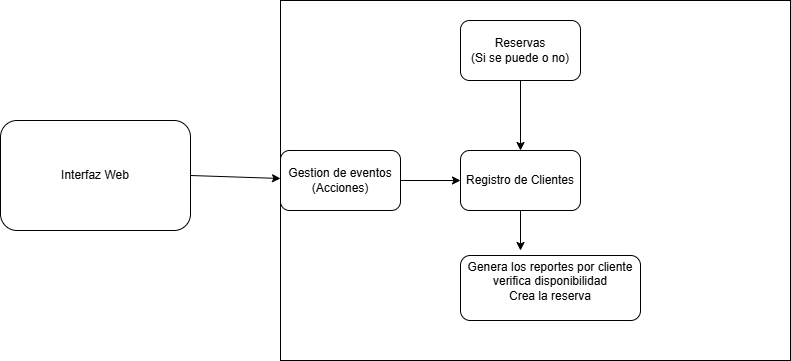 Reservas
(Si se puede o no)
Interfaz Web
Gestion de eventos
(Acciones)
Registro de Clientes
Genera los reportes por cliente
verifica disponibilidad
Crea la reserva